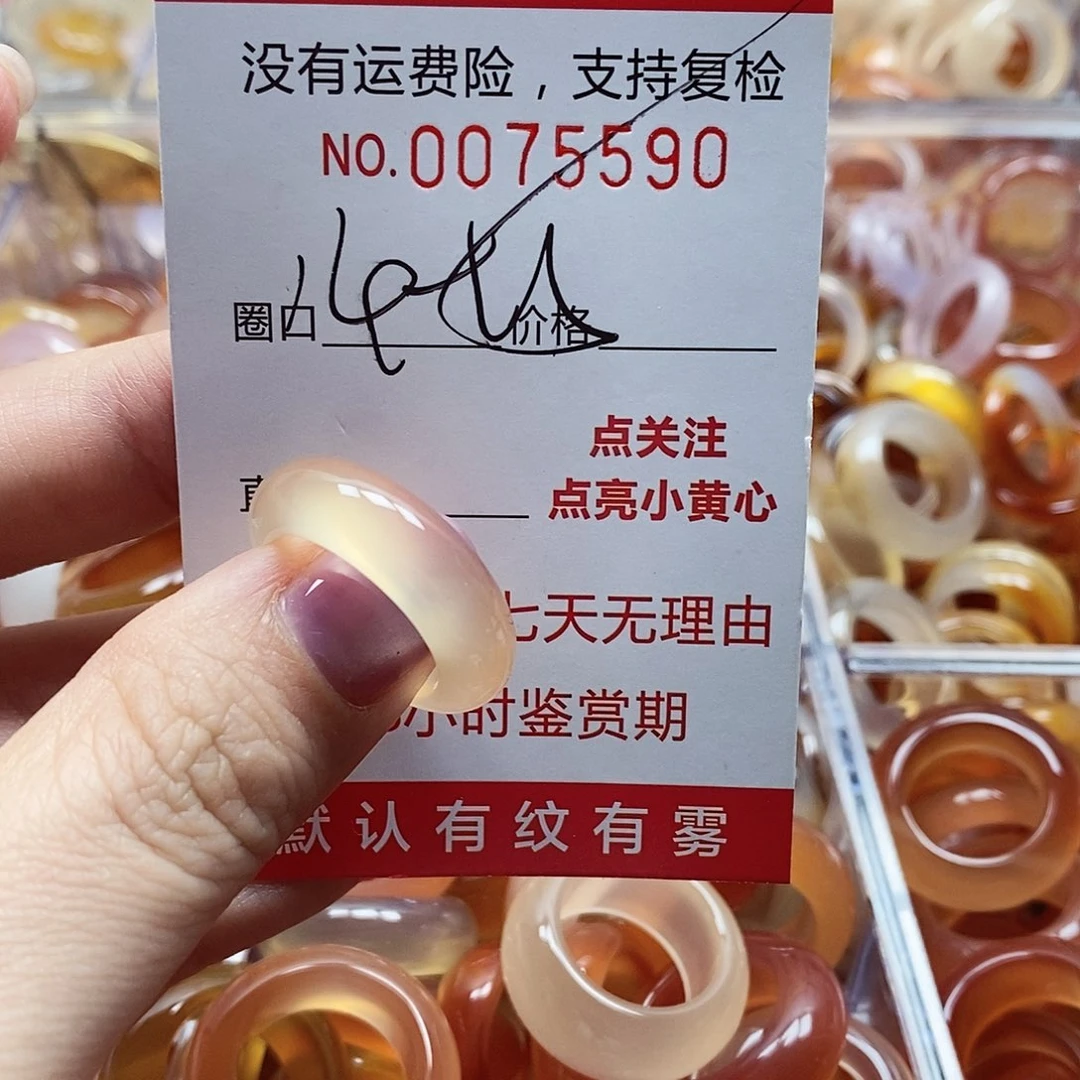 没有运费险，支持复检
NO.0075590
圈口 价格
点关注
点亮小黄心
七天无理由
小时鉴赏期
默认有纹有雾